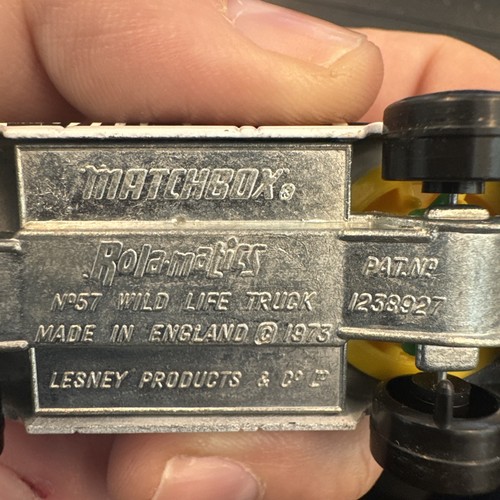 MATCHBOX®
Rola-matics
Nº57 WILD LIFE TRUCK
MADE IN ENGLAND © 1973
LESNEY PRODUCTS & Cº Lᴰ
PAT.Nº
1238927